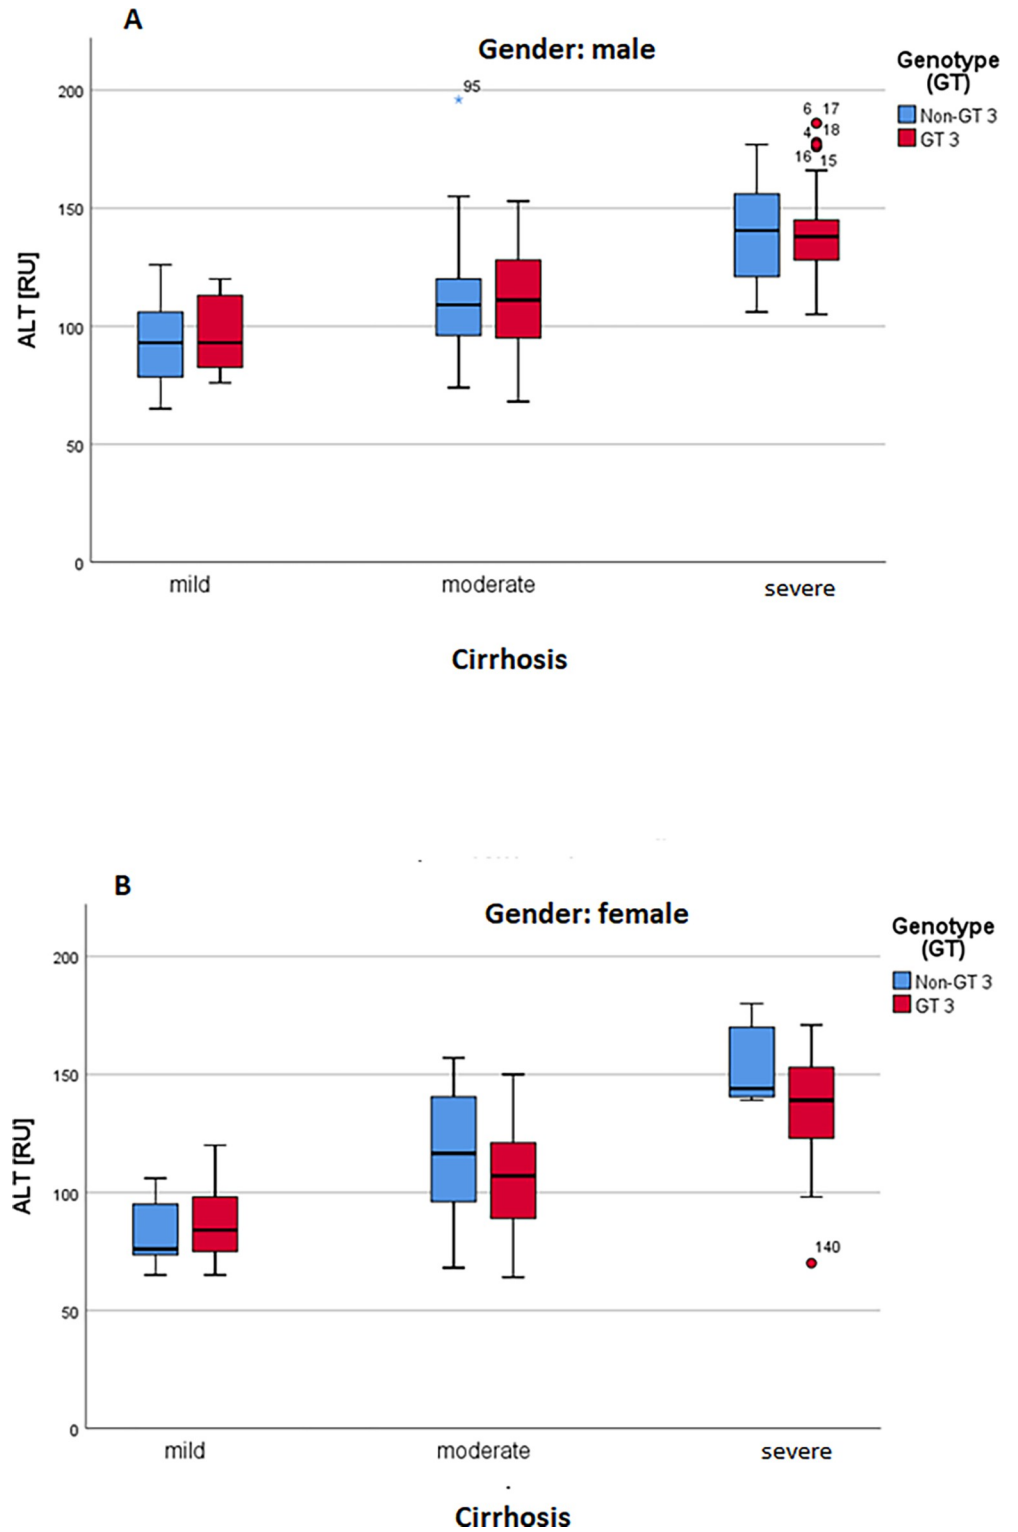 A
Gender: male
Genotype
(GT)
Non-GT 3
GT 3
ALT [RU]
200
150
100
50
0
95
6 17
4 18
16 15
mild moderate severe
Cirrhosis
B
Gender: female
Genotype
(GT)
Non-GT 3
GT 3
ALT [RU]
200
150
100
50
0
140
mild moderate severe
Cirrhosis